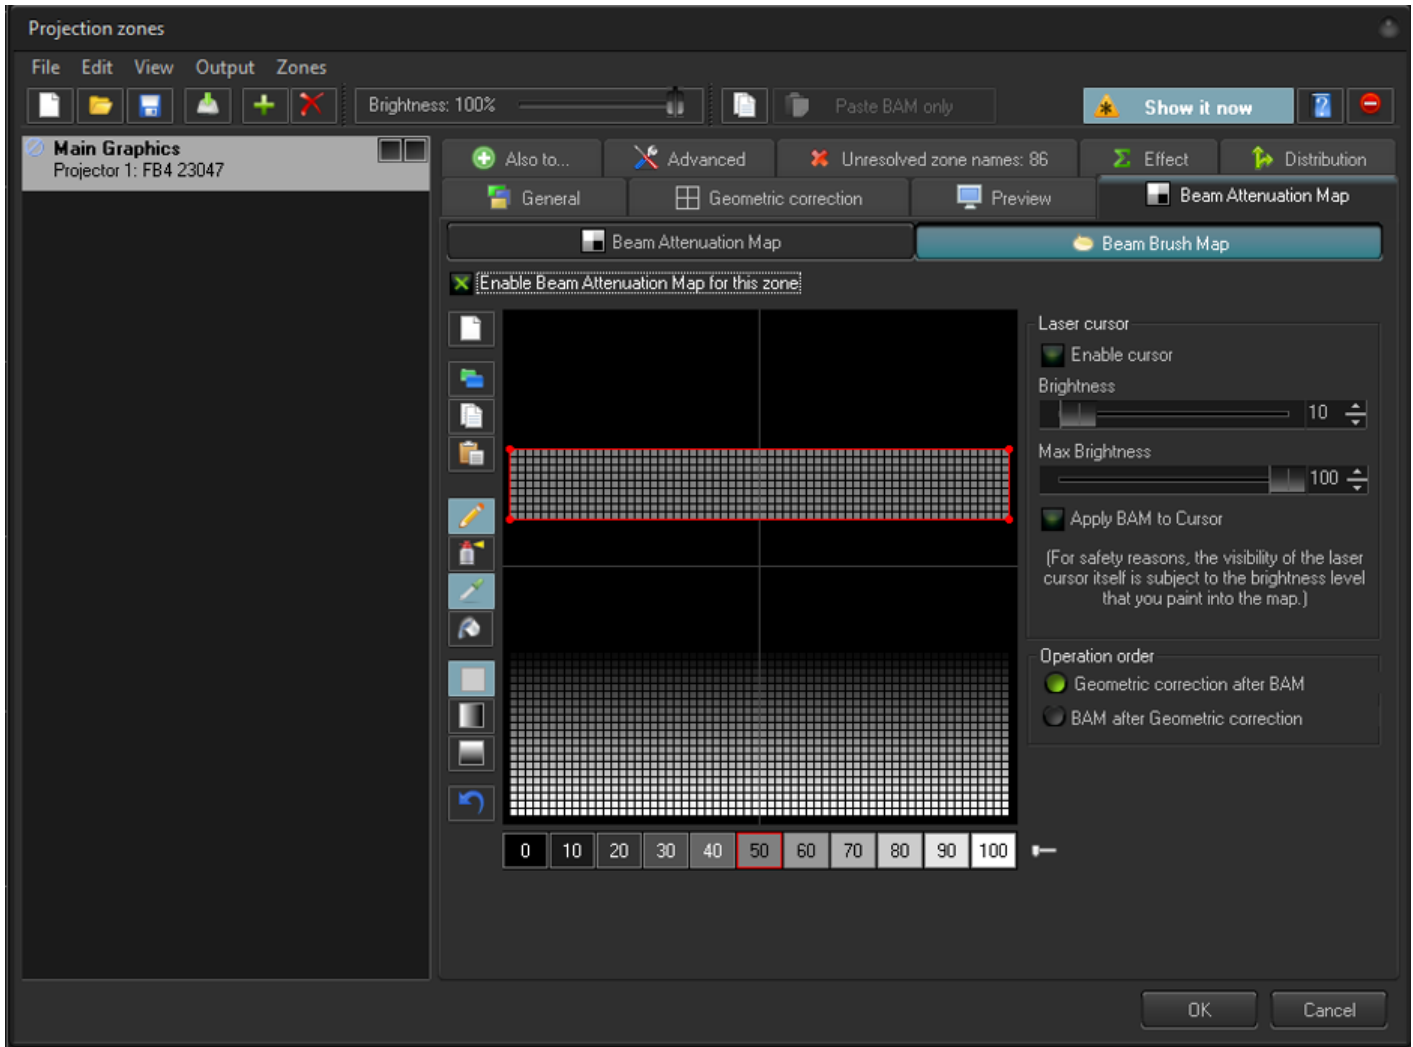 Projection zones
File Edit View Output Zones
Brightness: 100% Paste BAM only Show it now
Main Graphics
Projector 1: FB4 23047
Also to... Advanced Unresolved zone names: 86 Effect Distribution
General Geometric correction Preview Beam Attenuation Map
Beam Attenuation Map Beam Brush Map
Enable Beam Attenuation Map for this zone
Laser cursor
Enable cursor
Brightness
10
Max Brightness
100
Apply BAM to Cursor
(For safety reasons, the visibility of the laser
cursor itself is subject to the brightness level
that you paint into the map.)
Operation order
Geometric correction after BAM
BAM after Geometric correction
0 10 20 30 40 50 60 70 80 90 100
OK Cancel